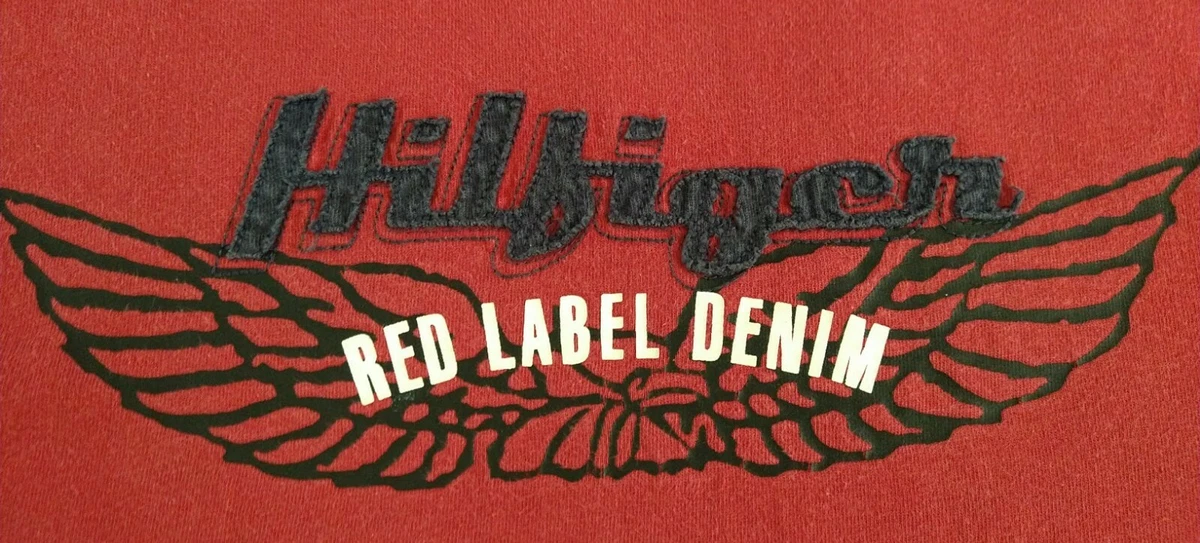 Hilfiger
RED LABEL DENIM